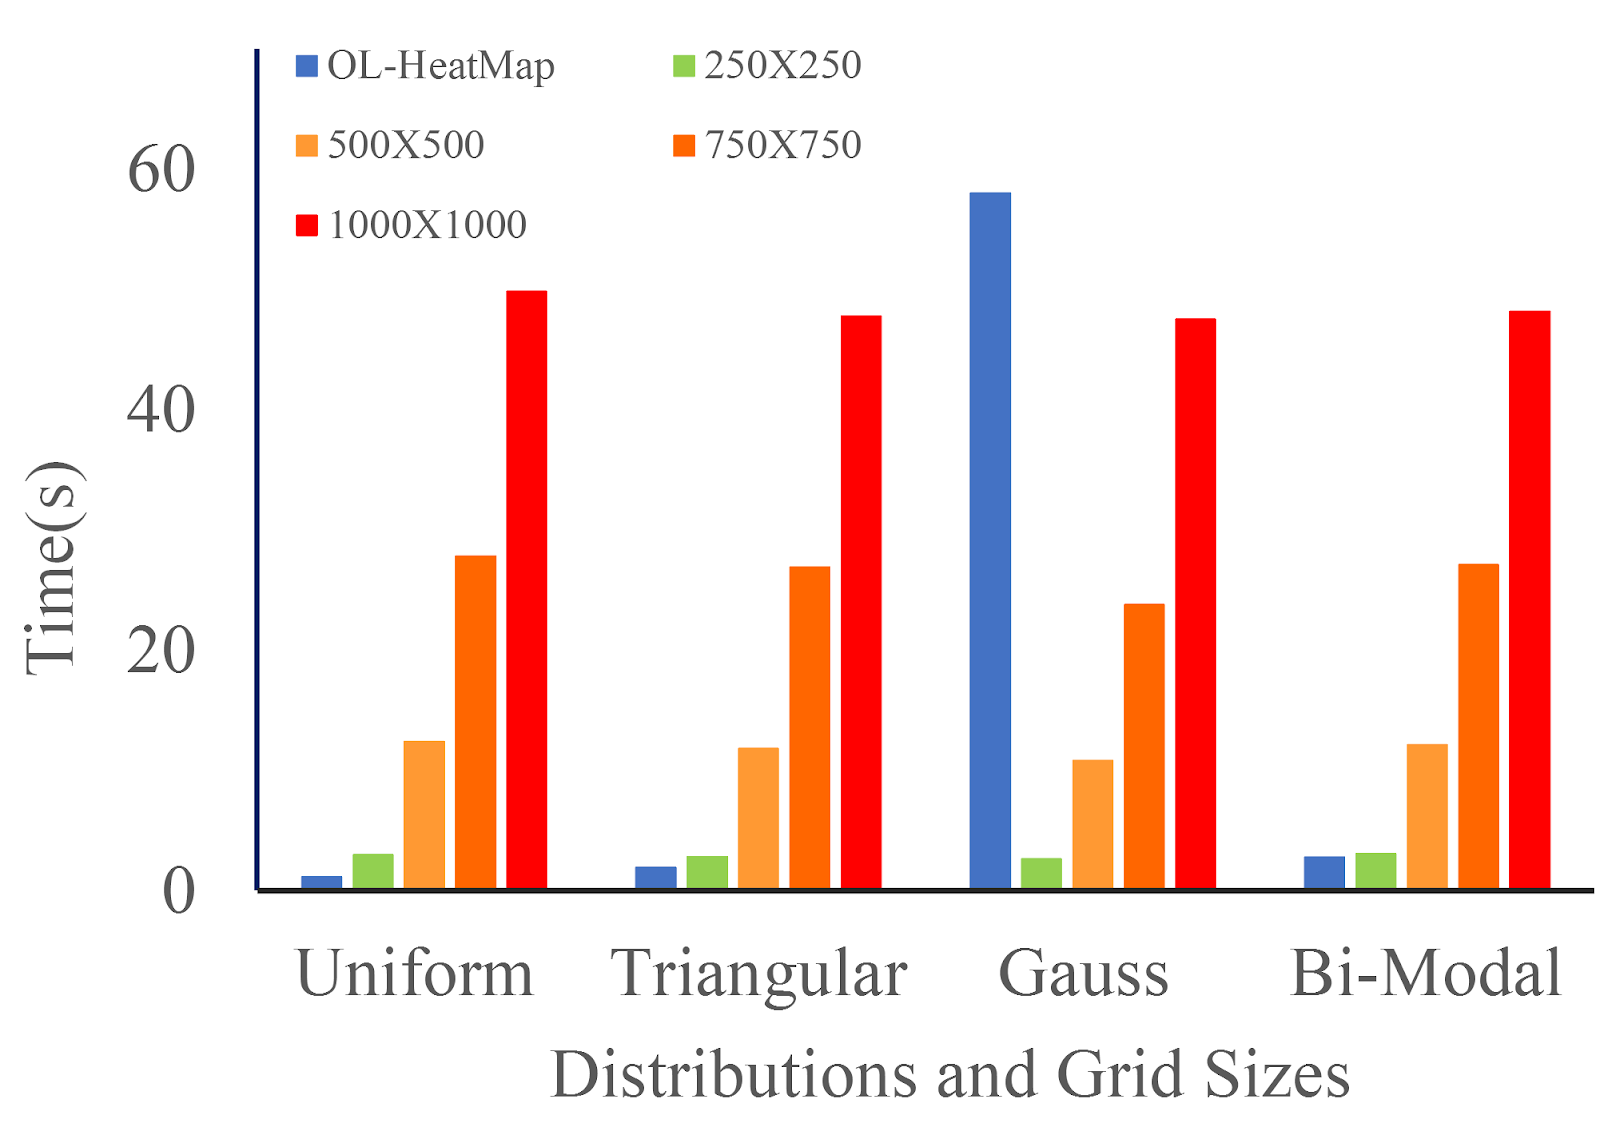 OL-HeatMap 250X250
500X500 750X750
1000X1000
60
40
20
0
Time(s)
Uniform Triangular Gauss Bi-Modal
Distributions and Grid Sizes